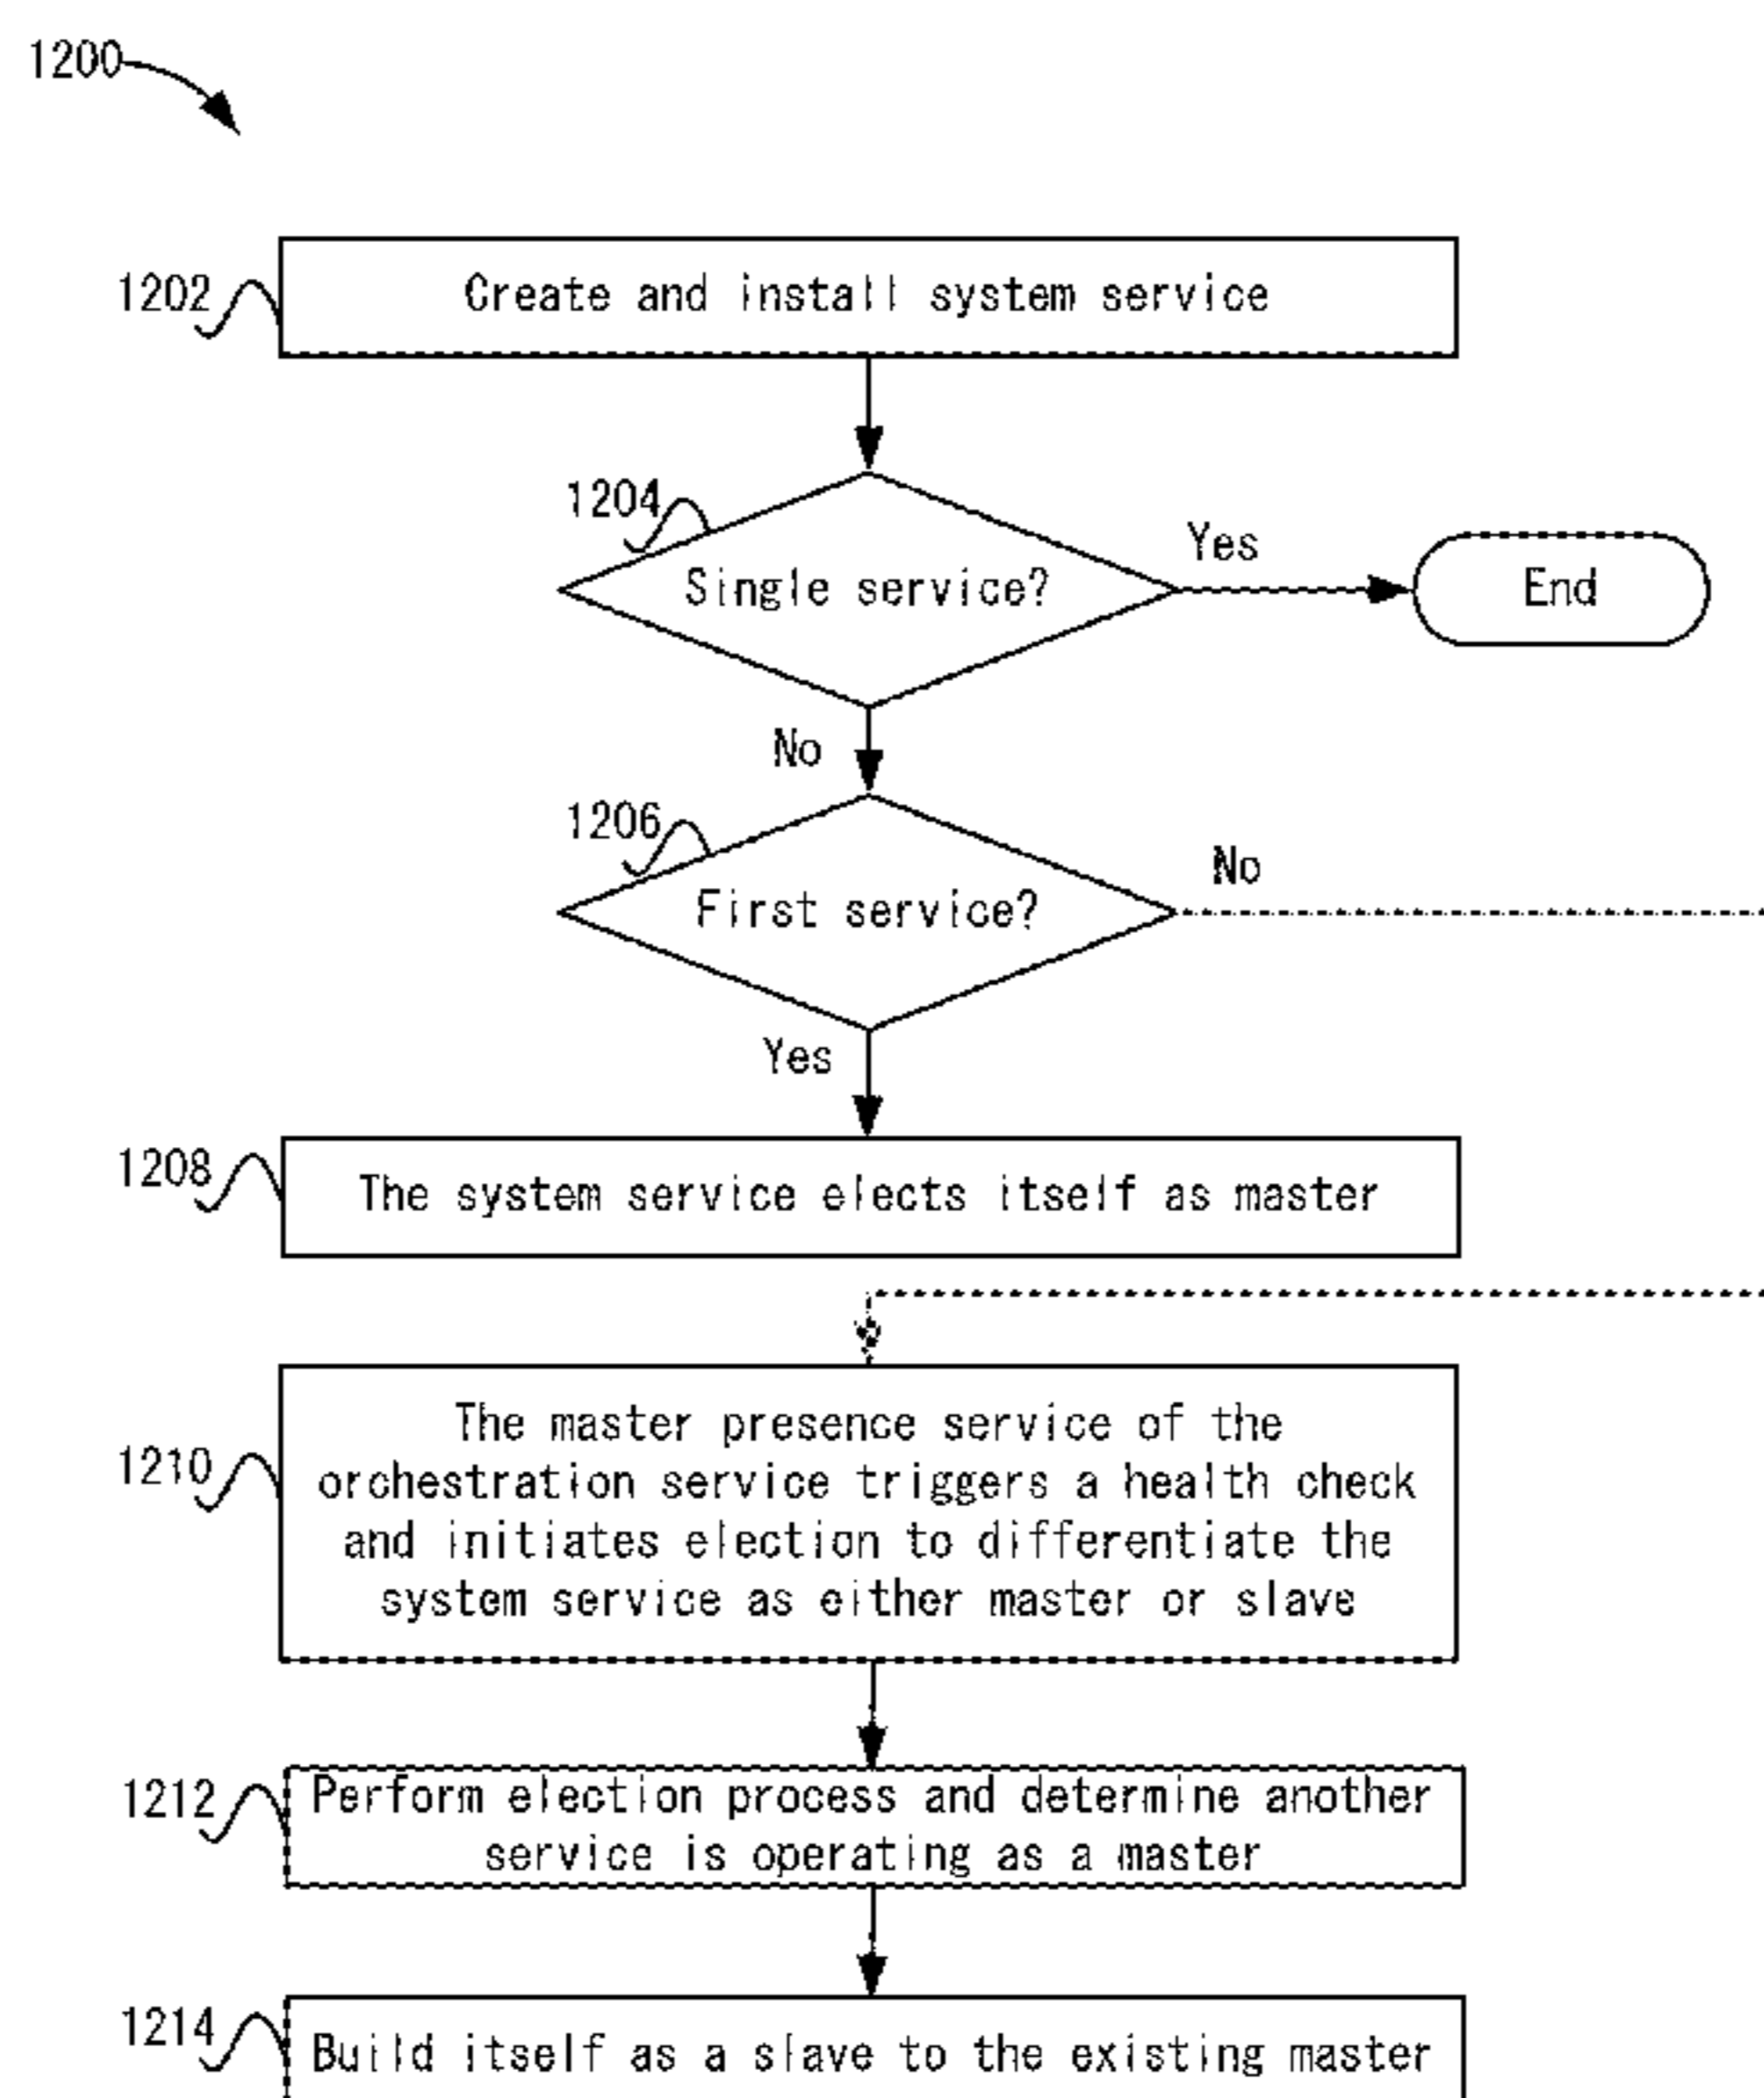 1200
1202
Create and install system service
1204
Single service?
Yes
End
No
1206
First service?
No
Yes
1208
The system service elects itself as master
1210
The master presence service of the
orchestration service triggers a health check
and initiates election to differentiate the
system service as either master or slave
1212
Perform election process and determine another
service is operating as a master
1214
Build itself as a slave to the existing master